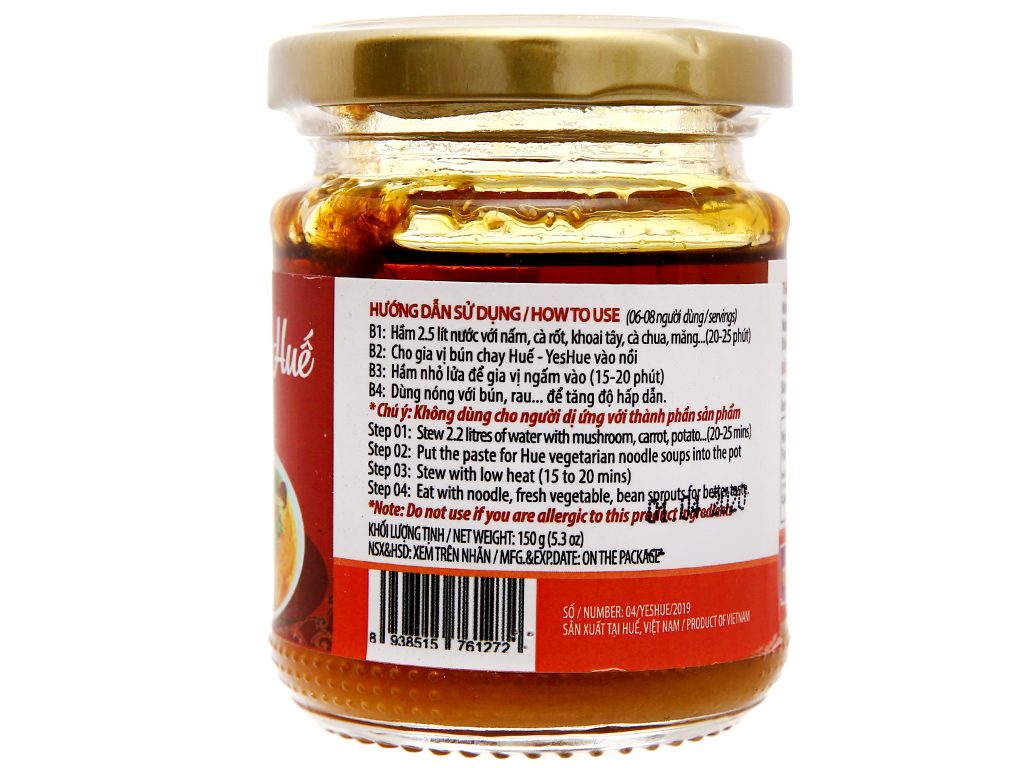 Huế
HƯỚNG DẪN SỬ DỤNG / HOW TO USE (06-08 người dùng/servings)
B1: Hầm 2.5 lít nước với nấm, cà rốt, khoai tây, cà chua, măng...(20-25 phút)
B2: Cho gia vị bún chay Huế - YesHue vào nồi
B3: Hầm nhỏ lửa để gia vị ngấm vào (15-20 phút)
B4: Dùng nóng với bún, rau... để tăng độ hấp dẫn.
*Chú ý: Không dùng cho người dị ứng với thành phần sản phẩm
Step 01: Stew 2.2 litres of water with mushroom, carrot, potato...(20-25 mins)
Step 02: Put the paste for Hue vegetarian noodle soups into the pot
Step 03: Stew with low heat (15 to 20 mins)
Step 04: Eat with noodle, fresh vegetable, bean sprouts for better taste.
*Note: Do not use if you are allergic to this product ingredients
KHỐI LƯỢNG TỊNH / NET WEIGHT: 150 g (5.3 oz)
NSX&HSD: XEM TRÊN NHÃN / MFG.&EXP.DATE: ON THE PACKAGE
8 938515 761272
SỐ / NUMBER: 04/YESHUE/2019
SẢN XUẤT TẠI HUẾ, VIỆT NAM / PRODUCT OF VIETNAM